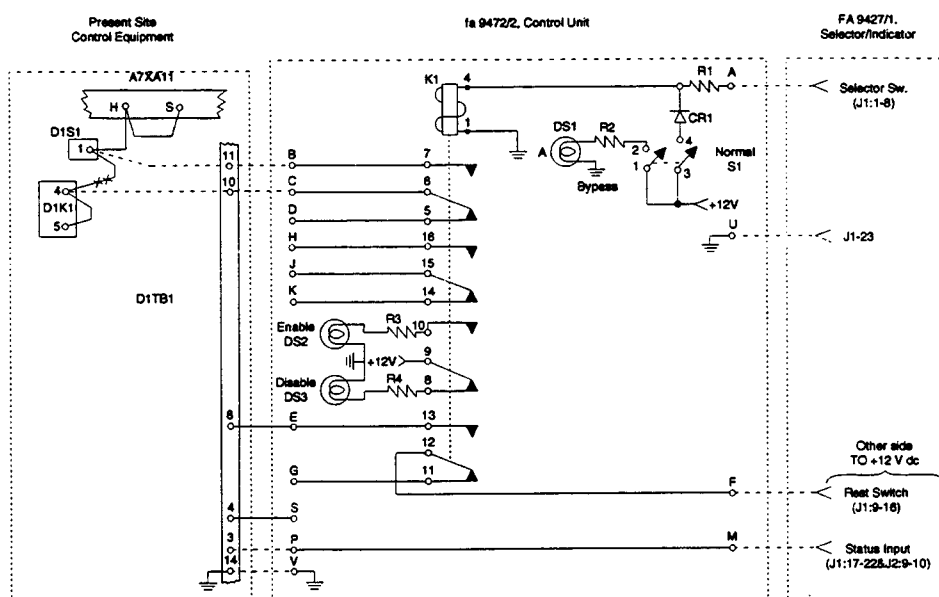 Present Site
Control Equipment
fa 9472/2, Control Unit
FA 9427/1.
Selector/Indicator
A7XA11
H
S
D1S1
1
4
D1K1
5
D1TB1
11
10
8
4
3
14
B
C
D
H
J
K
E
G
S
P
V
K1
4
1
7
6
5
16
15
14
10
9
8
13
12
11
Enable
DS2
R3
+12V
Disable
DS3
R4
DS1
A
R2
Bypass
2
1
4
3
Normal
S1
CR1
R1
A
+12V
U
F
M
Selector Sw.
(J1:1-8)
J1-23
Other side
TO +12 V dc
Rest Switch
(J1:9-16)
Status Input
(J1:17-22&J2:9-10)